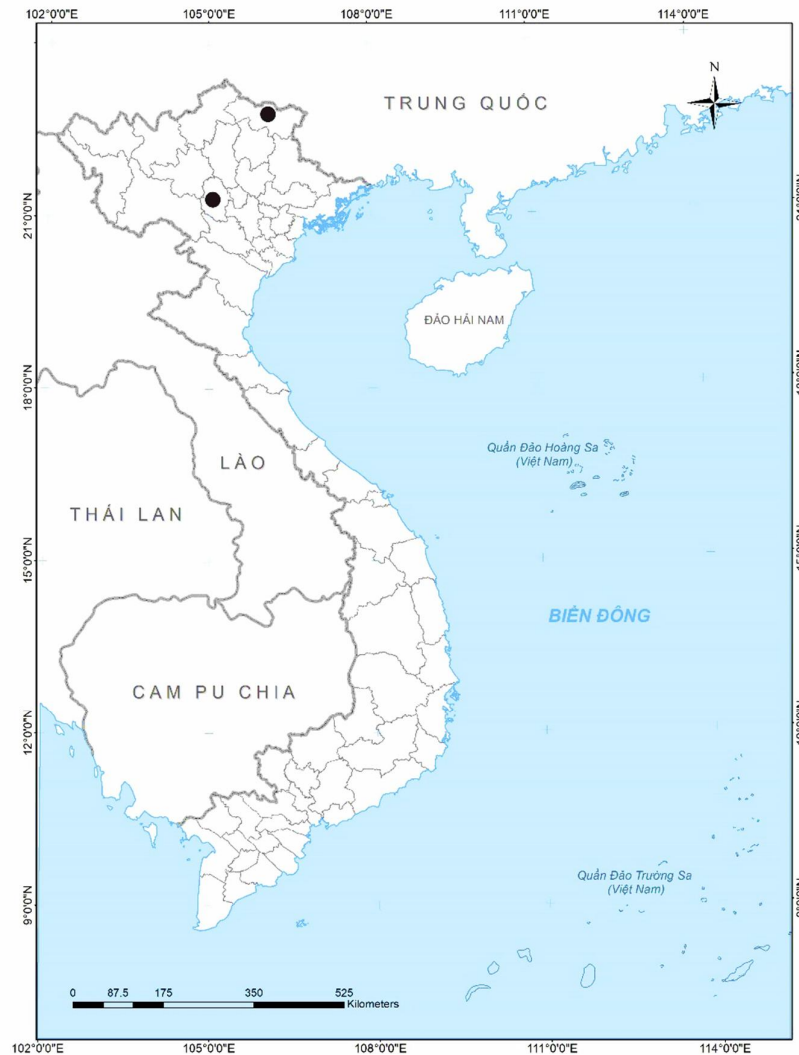 102°0'0"E 105°0'0"E 108°0'0"E 111°0'0"E 114°0'0"E
N
TRUNG QUỐC
21°0'0"N
ĐẢO HẢI NAM
18°0'0"N
Quần Đảo Hoàng Sa
(Việt Nam)
LÀO
THÁI LAN
15°0'0"N
BIỂN ĐÔNG
CAM PU CHIA
12°0'0"N
Quần Đảo Trường Sa
(Việt Nam)
9°0'0"N
0 87.5 175 350 525
Kilometers
102°0'0"E 105°0'0"E 108°0'0"E 111°0'0"E 114°0'0"E